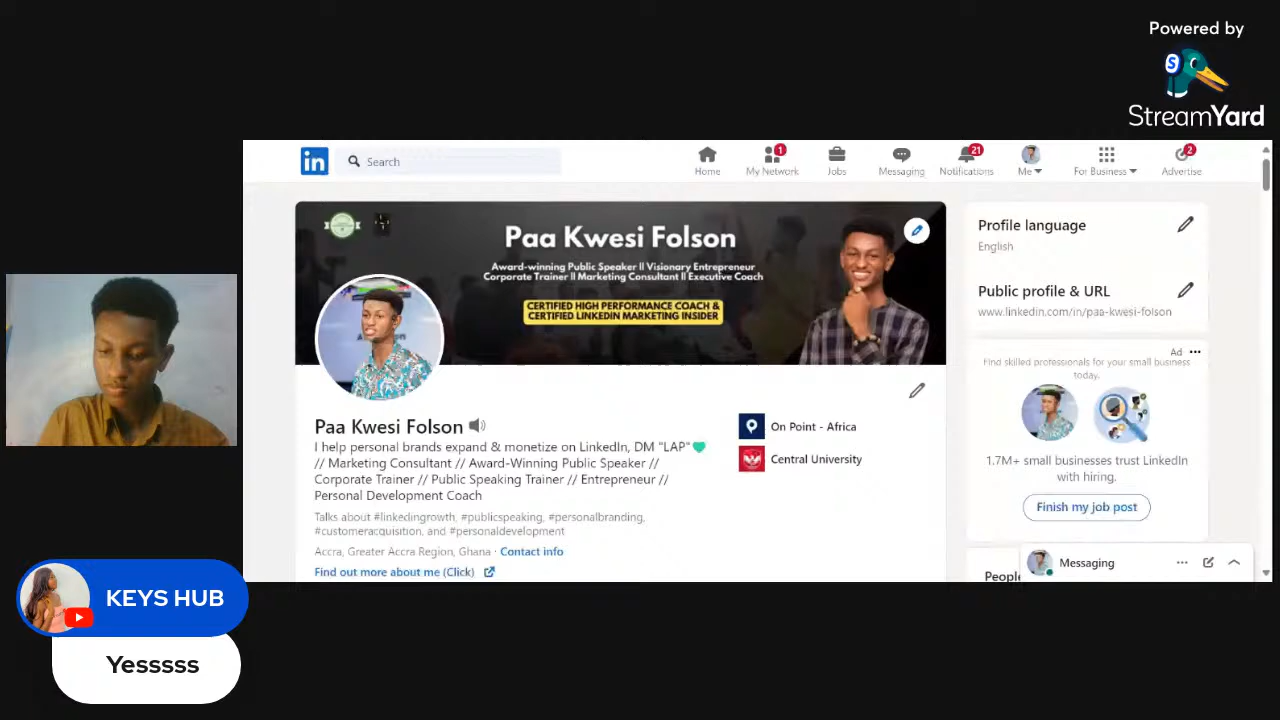 Powered by
StreamYard
in
Search
Home
1
My Network
Jobs
Messaging
21
Notifications
Me
For Business
2
Advertise
Paa Kwesi Folson
Award-winning Public Speaker II Visionary Entrepreneur
Corporate Trainer II Marketing Consultant II Executive Coach
CERTIFIED HIGH PERFORMANCE COACH &
CERTIFIED LINKEDIN MARKETING INSIDER
Paa Kwesi Folson
I help personal brands expand & monetize on LinkedIn, DM "LAP"💚
// Marketing Consultant // Award-Winning Public Speaker //
Corporate Trainer // Public Speaking Trainer // Entrepreneur //
Personal Development Coach
Talks about #linkedingrowth, #publicspeaking, #personalbranding,
#customeracquisition, and #personaldevelopment
Accra, Greater Accra Region, Ghana · Contact info
Find out more about me (Click)
On Point - Africa
Central University
Profile language
English
Public profile & URL
www.linkedin.com/in/paa-kwesi-folson
Ad
Find skilled professionals for your small business
today.
1.7M+ small businesses trust LinkedIn
with hiring.
Finish my job post
Messaging
KEYS HUB
Yesssss